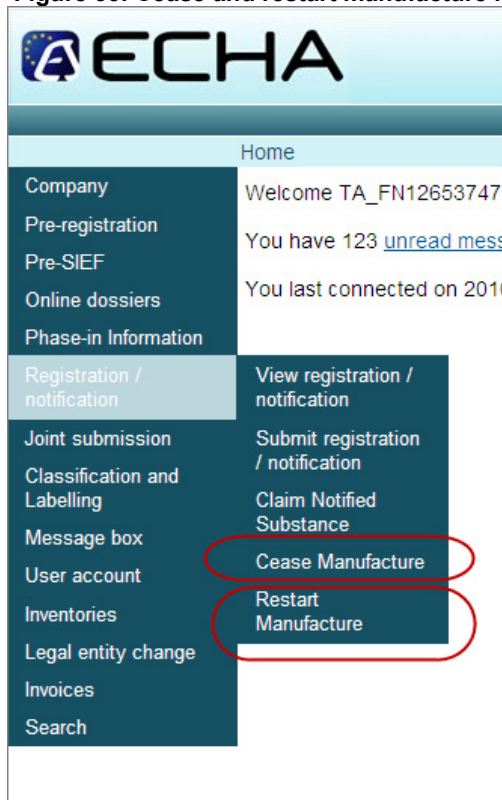 ECHA
Home
Company
Pre-registration
Pre-SIEF
Online dossiers
Phase-in Information
Registration /
notification
Joint submission
Classification and
Labelling
Message box
User account
Inventories
Legal entity change
Invoices
Search
Welcome TA_FN12653747
You have 123 unread mess
You last connected on 201
View registration /
notification
Submit registration
/ notification
Claim Notified
Substance
Cease Manufacture
Restart
Manufacture